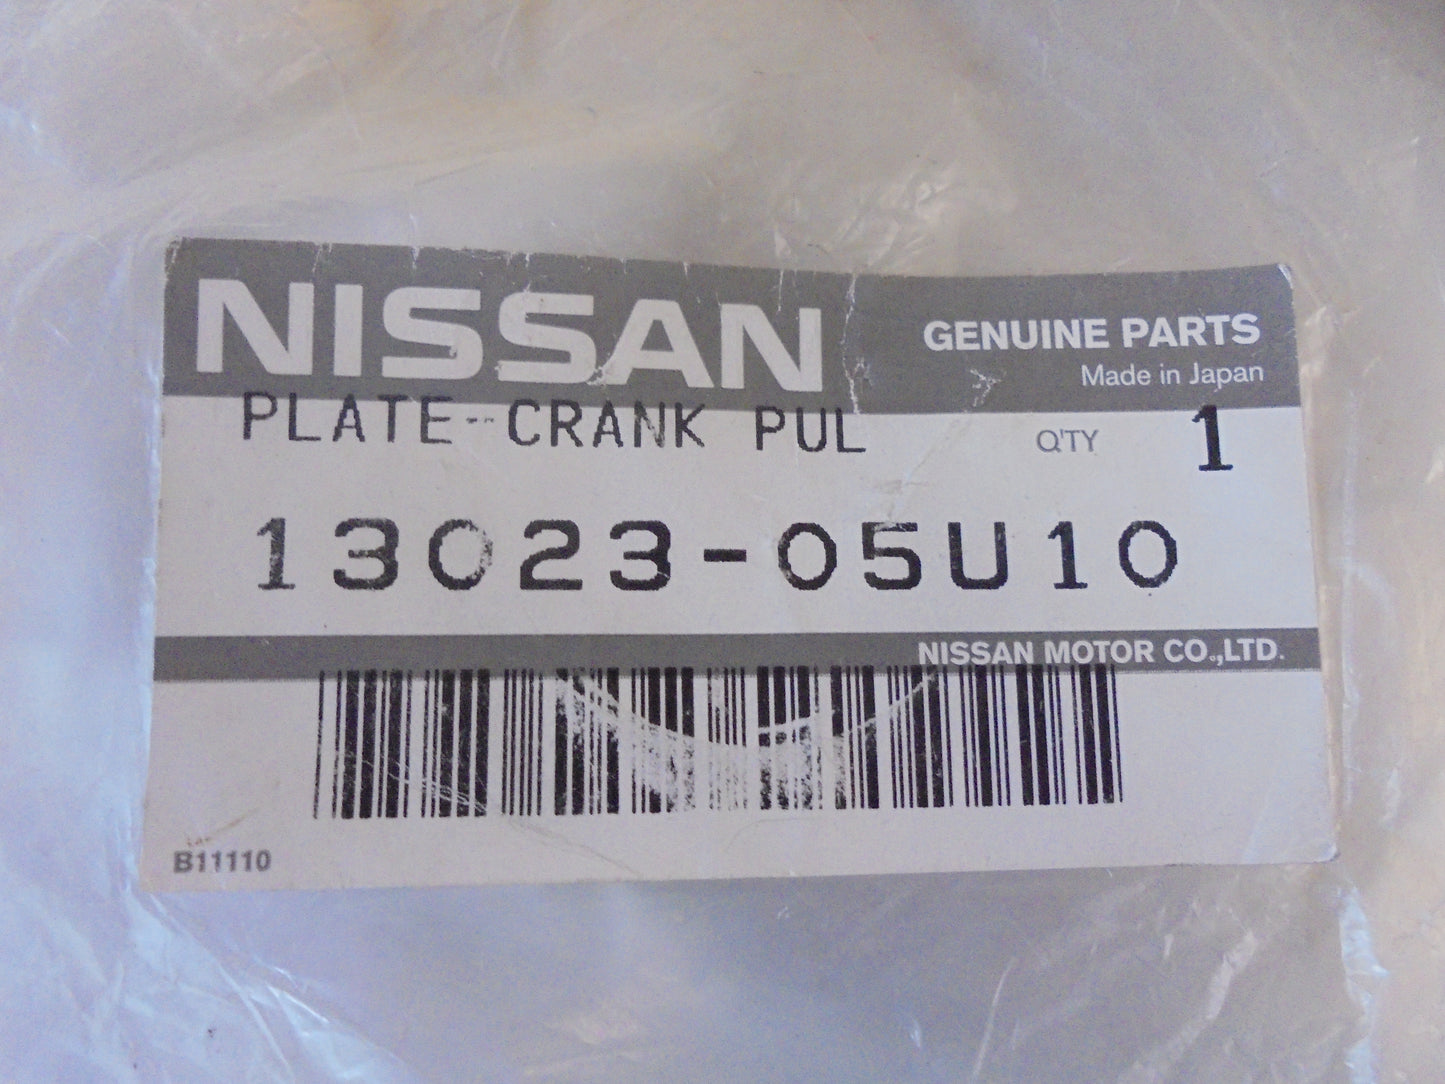 NISSAN
GENUINE PARTS
Made in Japan
PLATE-CRANK PUL
Q'TY 1
13023-05U10
NISSAN MOTOR CO.,LTD.
B11110